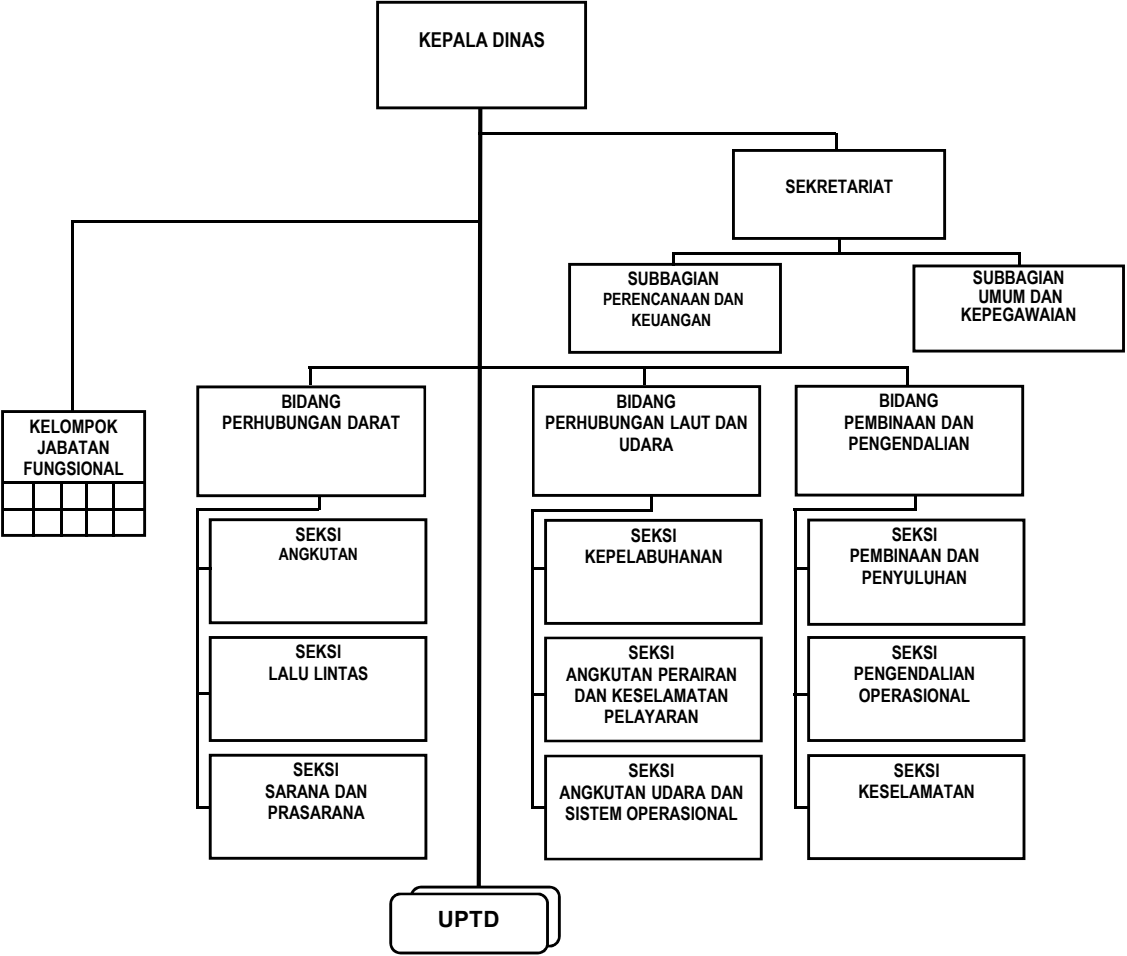 KEPALA DINAS
SEKRETARIAT
SUBBAGIAN
PERENCANAAN DAN
KEUANGAN
SUBBAGIAN
UMUM DAN
KEPEGAWAIAN
KELOMPOK
JABATAN
FUNGSIONAL
BIDANG
PERHUBUNGAN DARAT
BIDANG
PERHUBUNGAN LAUT DAN
UDARA
BIDANG
PEMBINAAN DAN
PENGENDALIAN
SEKSI
ANGKUTAN
SEKSI
KEPELABUHANAN
SEKSI
PEMBINAAN DAN
PENYULUHAN
SEKSI
LALU LINTAS
SEKSI
ANGKUTAN PERAIRAN
DAN KESELAMATAN
PELAYARAN
SEKSI
PENGENDALIAN
OPERASIONAL
SEKSI
SARANA DAN
PRASARANA
SEKSI
ANGKUTAN UDARA DAN
SISTEM OPERASIONAL
SEKSI
KESELAMATAN
UPTD